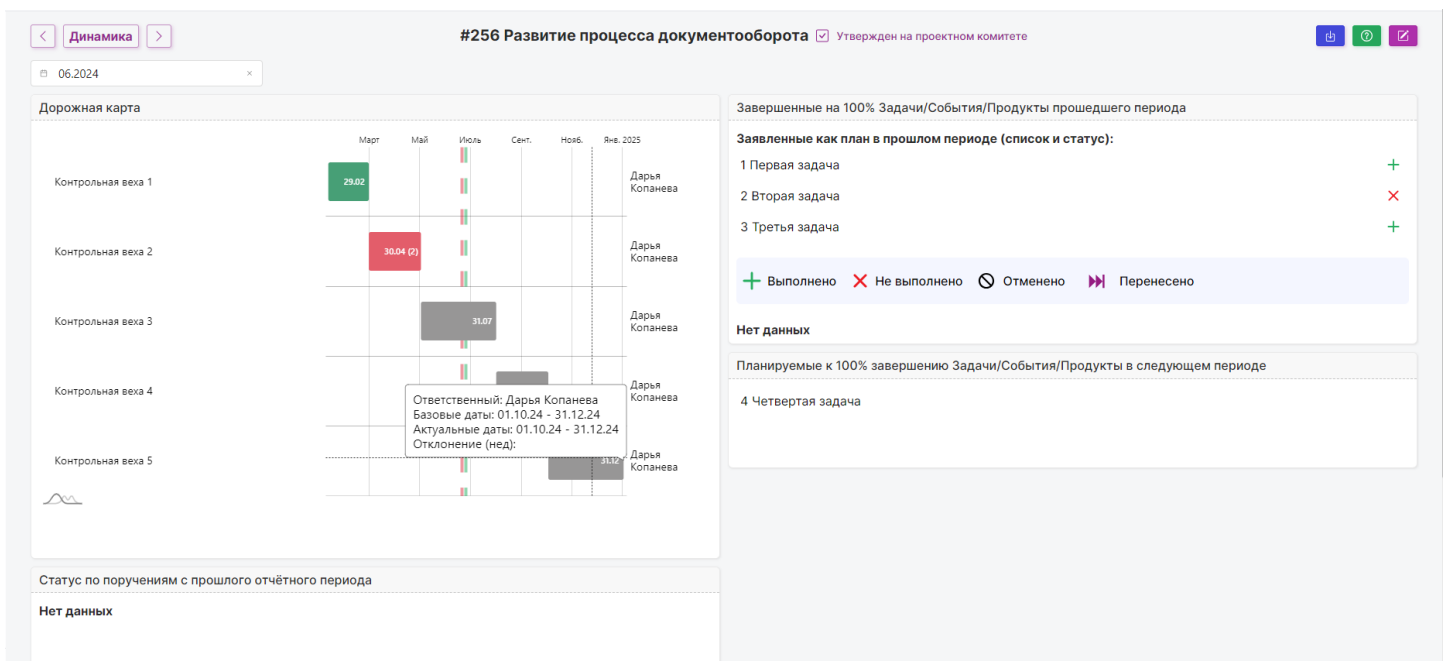 Динамика
#256 Развитие процесса документооборота
Утвержден на проектном комитете
06.2024
Дорожная карта
Март Май Июль Сент. Нояб. Янв. 2025
Контрольная веха 1
29.02
Дарья
Копанева
Контрольная веха 2
30.04 (2)
Дарья
Копанева
Контрольная веха 3
31.07
Дарья
Копанева
Контрольная веха 4
Дарья
Копанева
Ответственный: Дарья Копанева
Базовые даты: 01.10.24 - 31.12.24
Актуальные даты: 01.10.24 - 31.12.24
Отклонение (нед):
Контрольная веха 5
31.12
Дарья
Копанева
Статус по поручениям с прошлого отчётного периода
Нет данных
Завершенные на 100% Задачи/События/Продукты прошедшего периода
Заявленные как план в прошлом периоде (список и статус):
1 Первая задача
2 Вторая задача
3 Третья задача
Выполнено Не выполнено Отменено Перенесено
Нет данных
Планируемые к 100% завершению Задачи/События/Продукты в следующем периоде
4 Четвертая задача